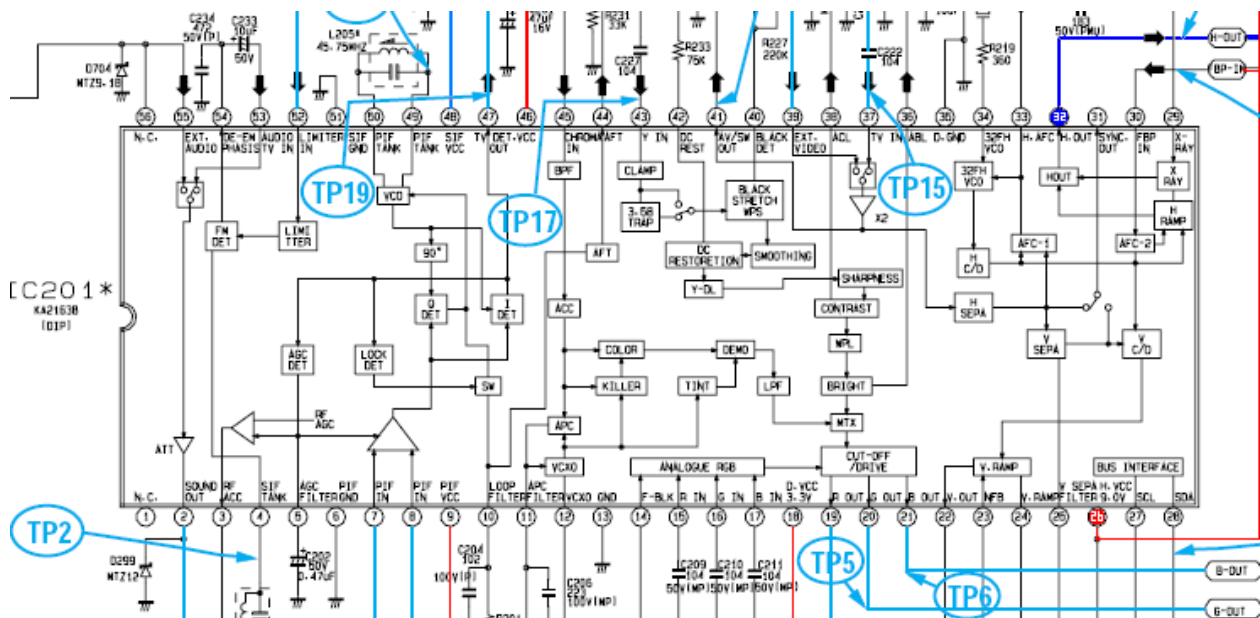 C234
472
50V(P)
C233
10uF
50V
L205*
45.75MHZ
47uF
16V
R231
33K
C227
104
R233
75K
R227
220K
C222
104
R219
360
183
50V(PMU)
H-OUT
BP-IN
D704
MTZ9.1B
56 55 54 53 52 51 50 49 48 47 46 45 44 43 42 41 40 39 38 37 36 35 34 33 32 31 30 29
N.C.
EXT.
AUDIO
DE-EM
PHASIS
AUDIO
TV IN
LIMITER
IN
SIF
GND
PIF
TANK
PIF
TANK
SIF
VCC
TV
OUT
DET.VCC
CHROMA
IN
AFT
Y IN
DC
REST
AV/SW
OUT
BLACK
DET
EXT.
VIDEO
ACL
TV IN
ABL
D.GND
32FH
VCO
H.AFC
H.OUT
SYNC.
OUT
FBP
IN
X-
RAY
TP19
TP17
TP15
VCO
BPF
CLAMP
3.58
TRAP
BLACK
STRETCH
WPS
X2
32FH
VCO
HOUT
X
RAY
H
RAMP
FM
DET
LIMI-
TTER
90°
AFT
DC
RESTORETION
SMOOTHING
H
C/D
AFC-1
AFC-2
IC201*
KA2163B
(DIP)
Q
DET
I
DET
ACC
Y-DL
SHARPNESS
CONTRAST
H
SEPA
AGC
DET
LOCK
DET
COLOR
DEMO
WPL
V
SEPA
V
C/D
SW
KILLER
TINT
LPF
BRIGHT
RF
AGC
APC
MTX
ATT
VCXO
ANALOGUE RGB
CUT-OFF
/DRIVE
V.RAMP
BUS INTERFACE
N.C.
SOUND
OUT
RF
ACC
SIF
TANK
AGC
FILTER
PIF
GND
PIF
IN
PIF
IN
PIF
VCC
LOOP
FILTER
APC
FILTER
VCXO
GND
F-BLK
R IN
G IN
B IN
D.VCC
3.3V
R OUT
G OUT
B OUT
V.OUT
NFB
V.RAMP
V SEPA
FILTER
H.VCC
9.0V
SCL
SDA
1 2 3 4 5 6 7 8 9 10 11 12 13 14 15 16 17 18 19 20 21 22 23 24 25 26 27 28
TP2
TP5
TP6
D299
MTZ12
C202
50V
0.47uF
C204
102
100V(P)
C206
223
100V(MP)
C209
104
50V(MP)
C210
104
50V(MP)
C211
104
50V(MP)
B-OUT
G-OUT